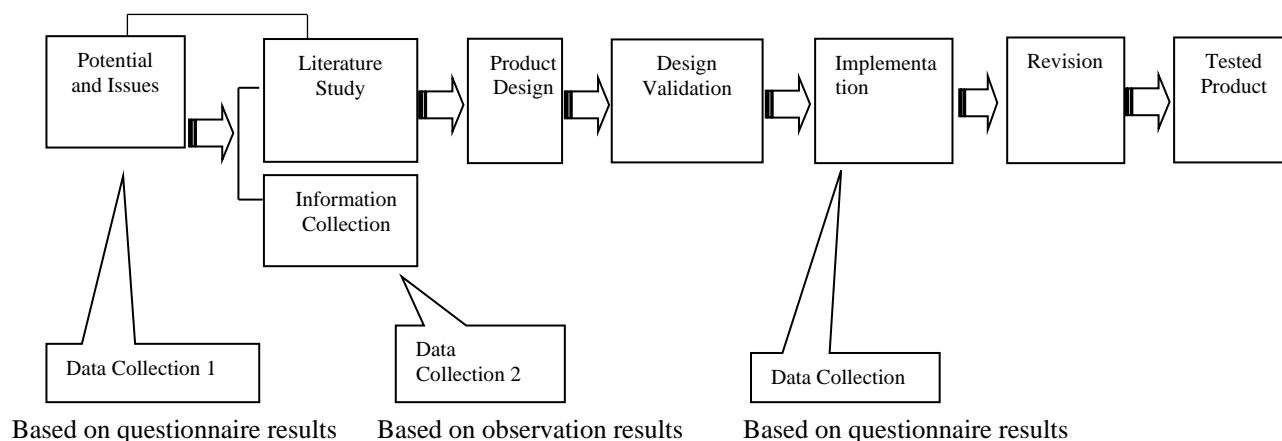 Potential
and Issues
Literature
Study
Product
Design
Design
Validation
Implementa
tion
Revision
Tested
Product
Information
Collection
Data Collection 1
Data
Collection 2
Data Collection
Based on questionnaire results
Based on observation results
Based on questionnaire results